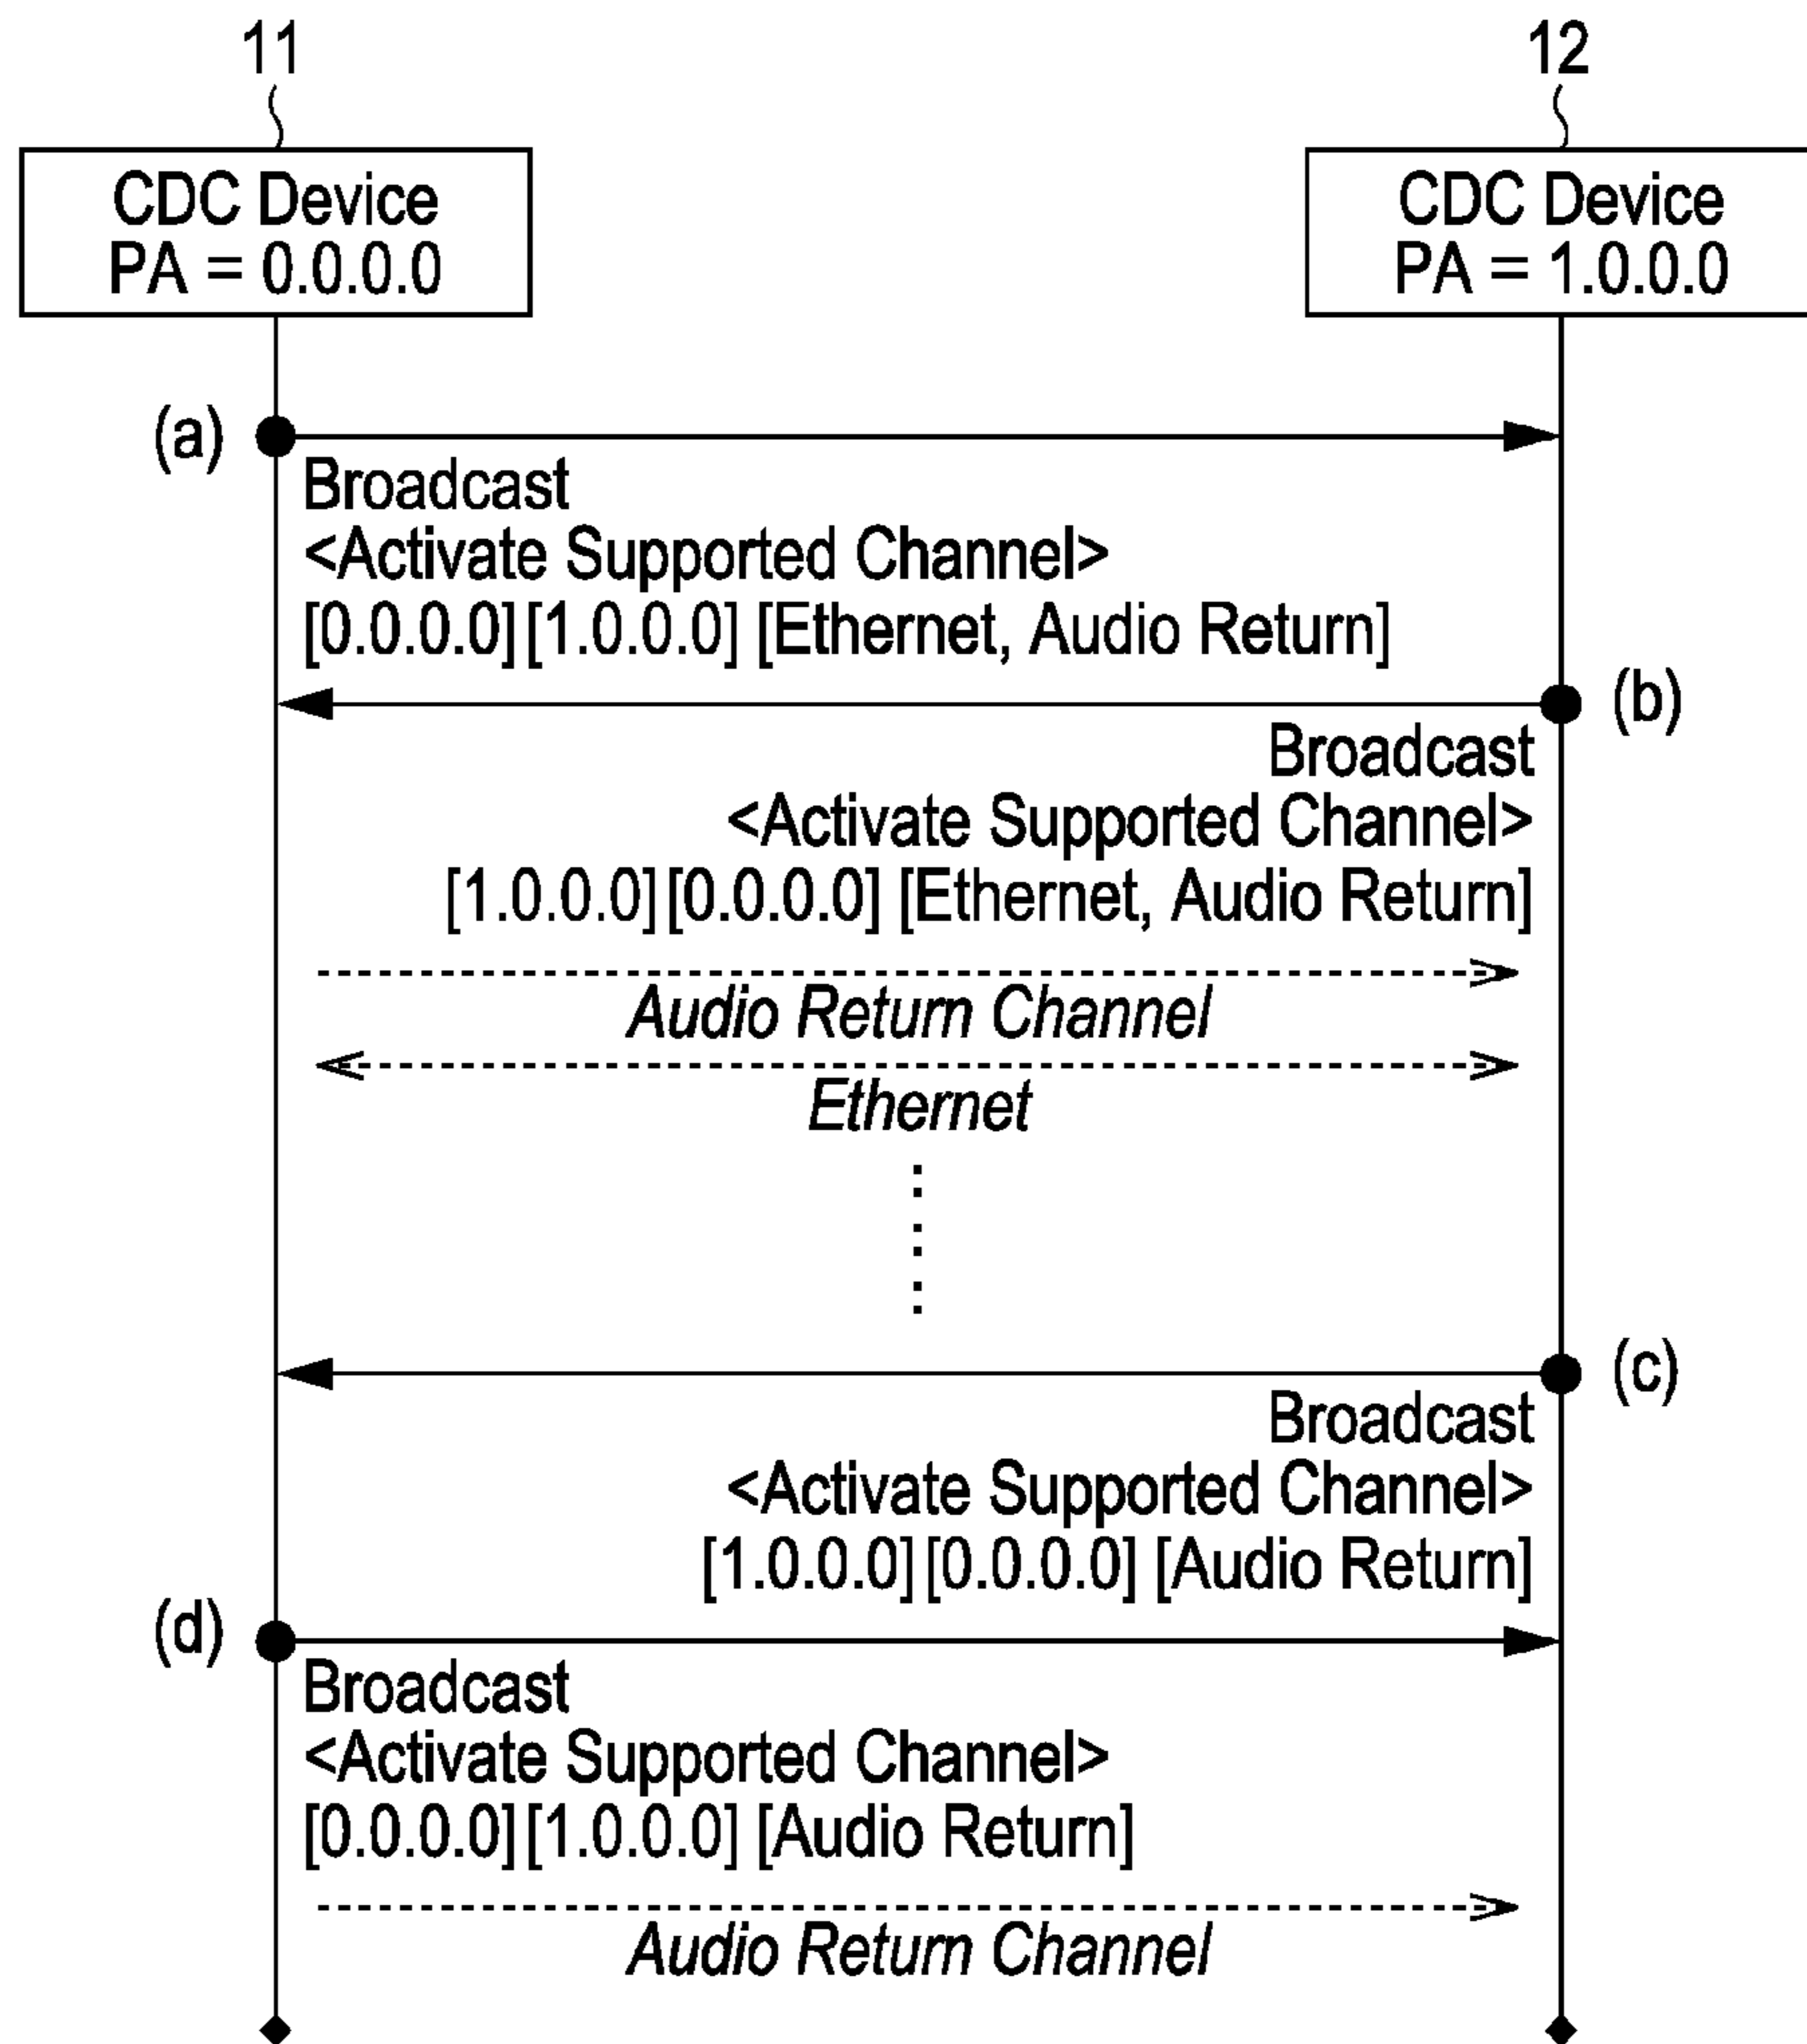 11
12
CDC Device
PA = 0.0.0.0
CDC Device
PA = 1.0.0.0
(a)
Broadcast
<Activate Supported Channel>
[0.0.0.0][1.0.0.0] [Ethernet, Audio Return]
(b)
Broadcast
<Activate Supported Channel>
[1.0.0.0][0.0.0.0] [Ethernet, Audio Return]
Audio Return Channel
Ethernet
(c)
Broadcast
<Activate Supported Channel>
[1.0.0.0][0.0.0.0] [Audio Return]
(d)
Broadcast
<Activate Supported Channel>
[0.0.0.0][1.0.0.0] [Audio Return]
Audio Return Channel